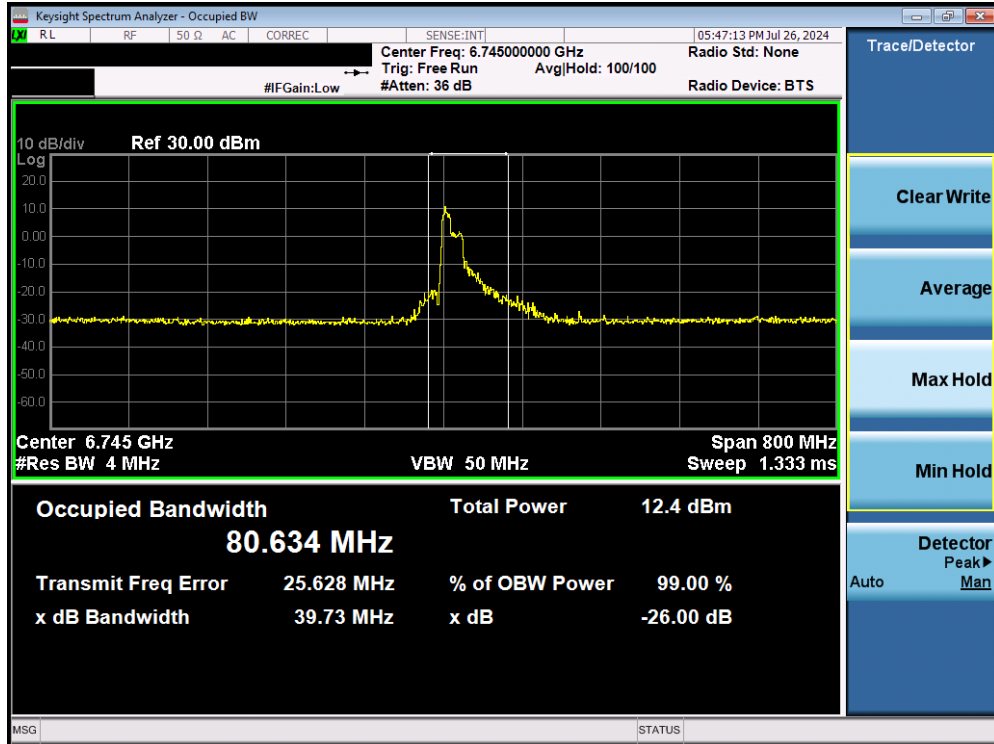 Keysight Spectrum Analyzer - Occupied BW
LXI RL RF 50 Ω AC CORREC SENSE:INT 05:47:13 PM Jul 26, 2024
Center Freq: 6.745000000 GHz Radio Std: None
Trig: Free Run Avg|Hold: 100/100
#IFGain:Low #Atten: 36 dB Radio Device: BTS
Trace/Detector
10 dB/div Ref 30.00 dBm
Log
20.0
10.0
0.00
-10.0
-20.0
-30.0
-40.0
-50.0
-60.0
Center 6.745 GHz Span 800 MHz
#Res BW 4 MHz VBW 50 MHz Sweep 1.333 ms
Occupied Bandwidth Total Power 12.4 dBm
80.634 MHz
Transmit Freq Error 25.628 MHz % of OBW Power 99.00 %
x dB Bandwidth 39.73 MHz x dB -26.00 dB
Clear Write
Average
Max Hold
Min Hold
Detector
Peak▶
Auto Man
MSG STATUS